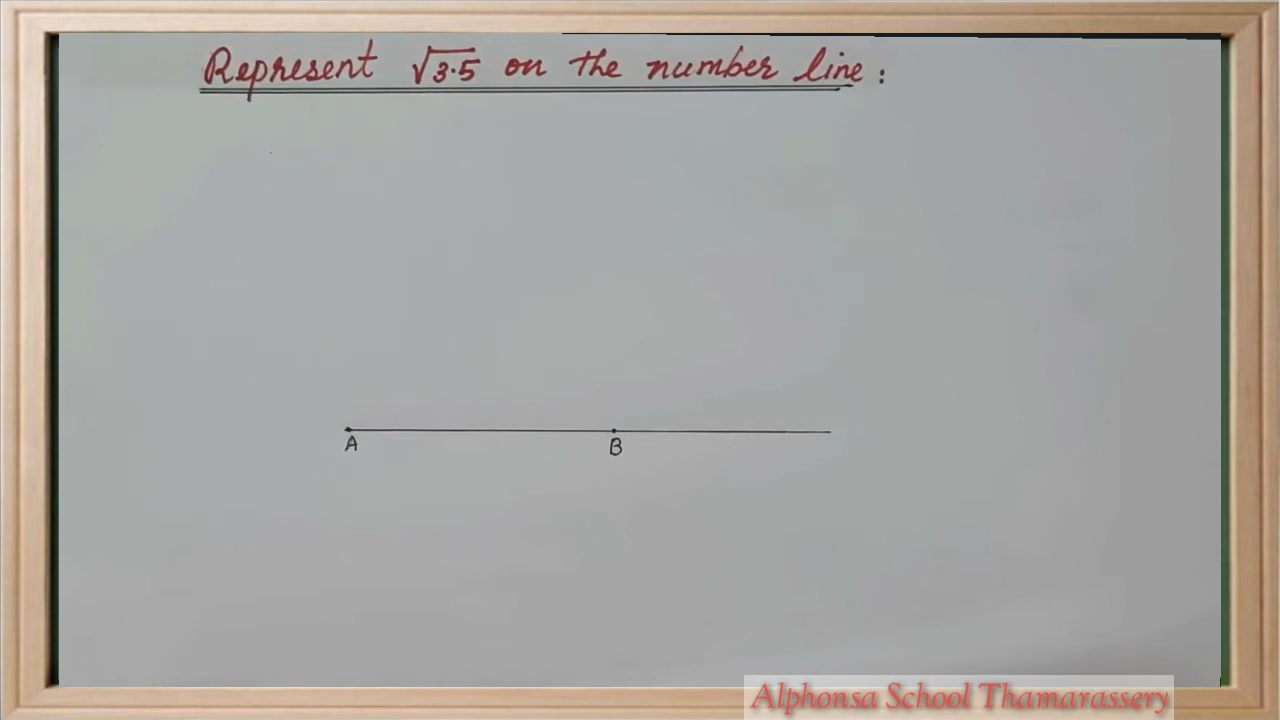 Represent √3.5 on the number line :
A B
Alphonsa School Thamarassery